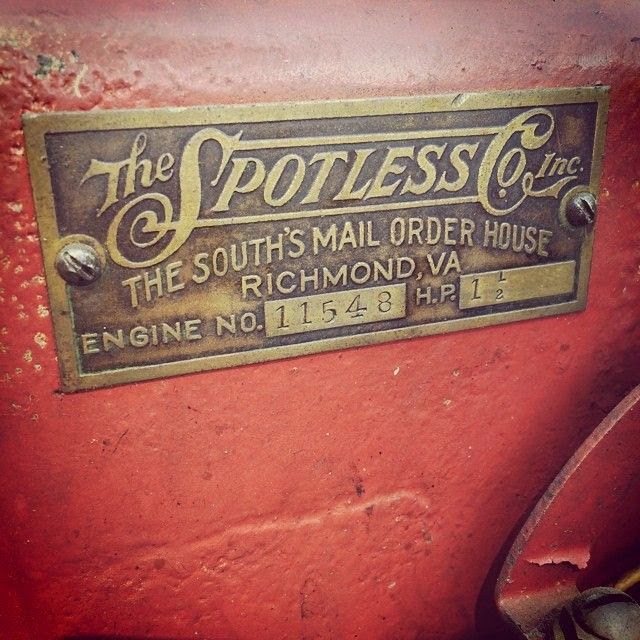 The SPOTLESS Co. Inc.
THE SOUTH'S MAIL ORDER HOUSE
RICHMOND, VA
ENGINE NO. 11548 H.P. 1 1/2